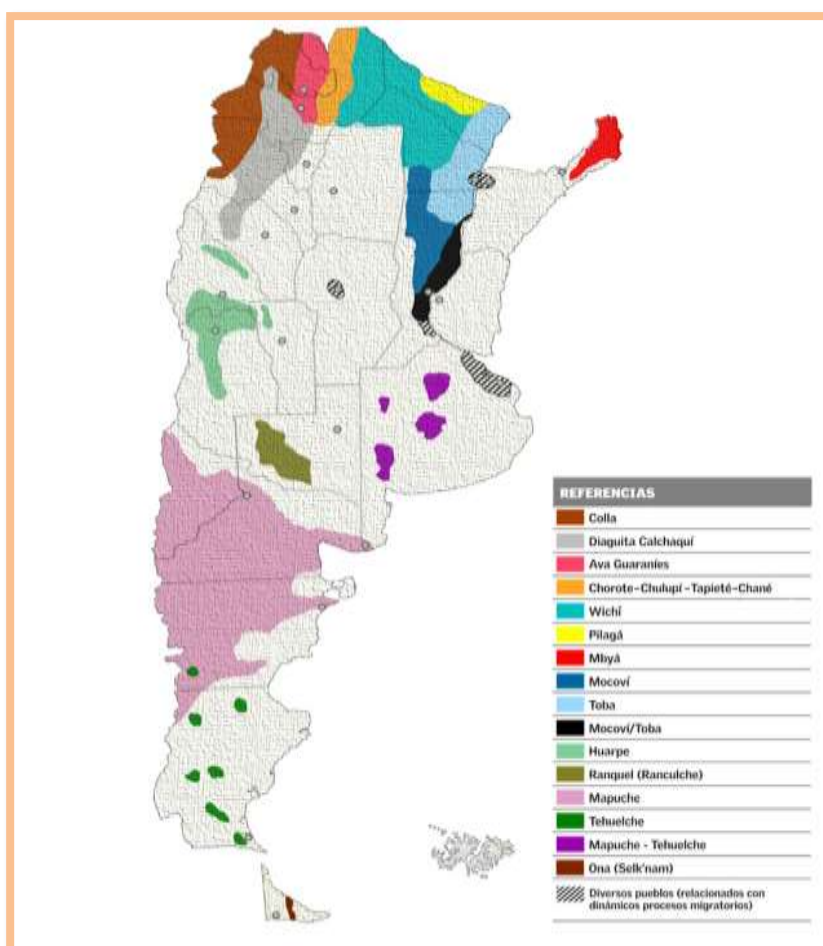 REFERENCIAS
Colla
Diaguita Calchaquí
Ava Guaraníes
Chorote-Chulupí-Tapieté-Chané
Wichí
Pilagá
Mbyá
Mocoví
Toba
Mocoví/Toba
Huarpe
Ranquel (Ranculche)
Mapuche
Tehuelche
Mapuche - Tehuelche
Ona (Selk'nam)
Diversos pueblos (relacionados con
dinámicos procesos migratorios)